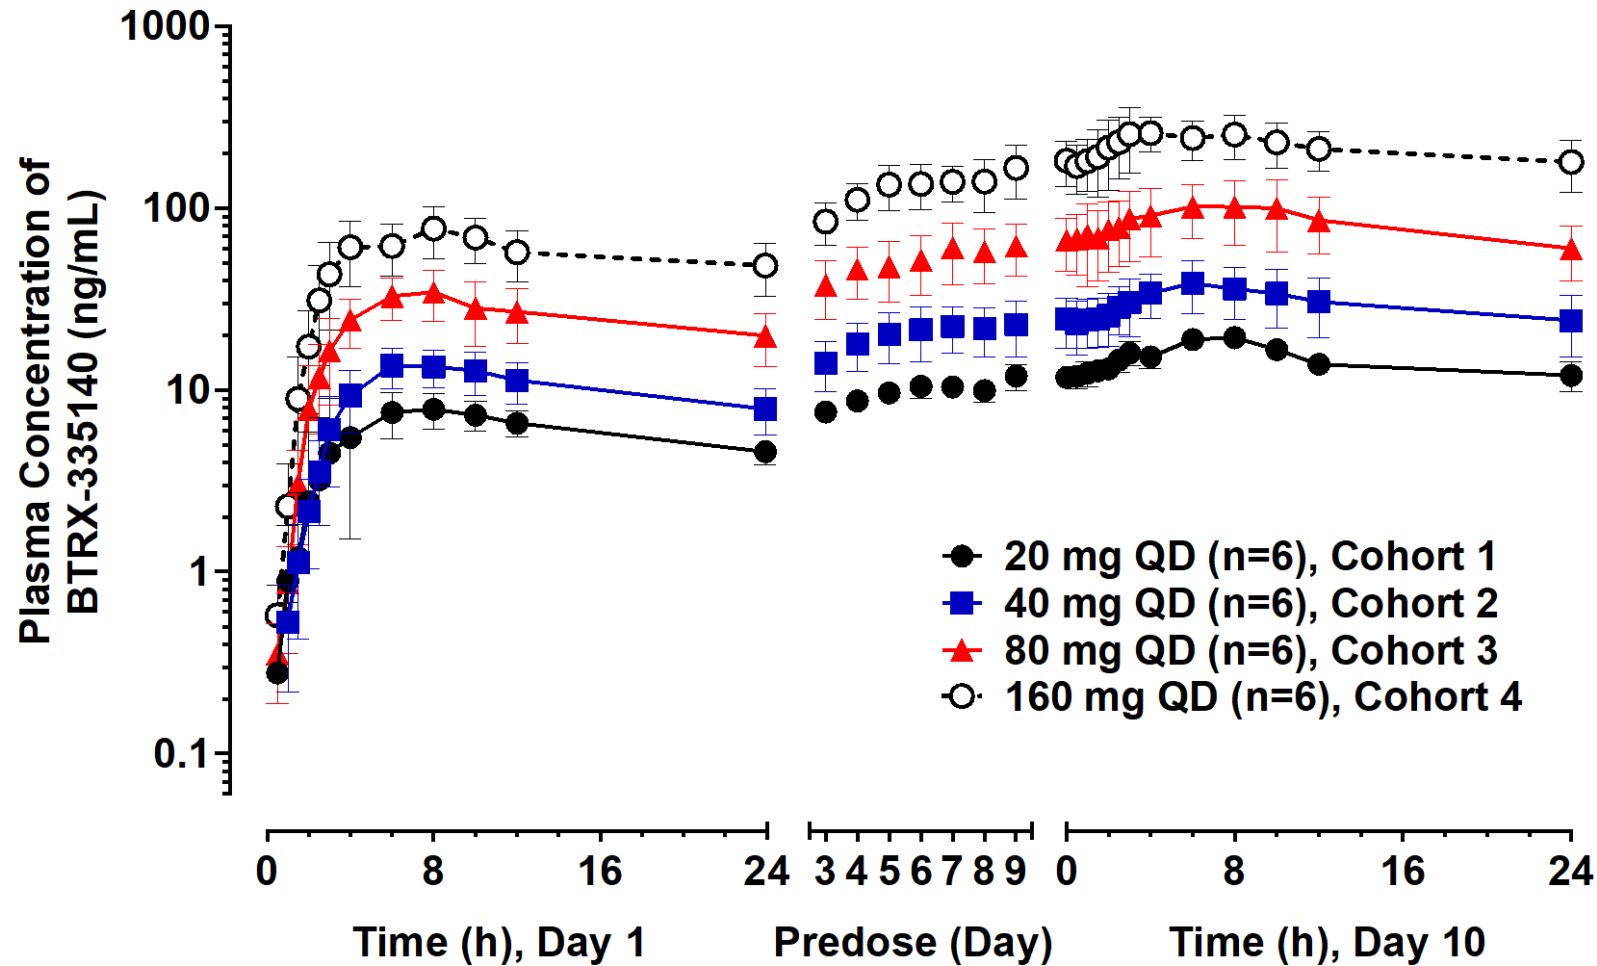 Plasma Concentration of
BTRX-335140 (ng/mL)
1000
100
10
1
0.1
20 mg QD (n=6), Cohort 1
40 mg QD (n=6), Cohort 2
80 mg QD (n=6), Cohort 3
160 mg QD (n=6), Cohort 4
0 8 16 24 3 4 5 6 7 8 9 0 8 16 24
Time (h), Day 1 Predose (Day) Time (h), Day 10